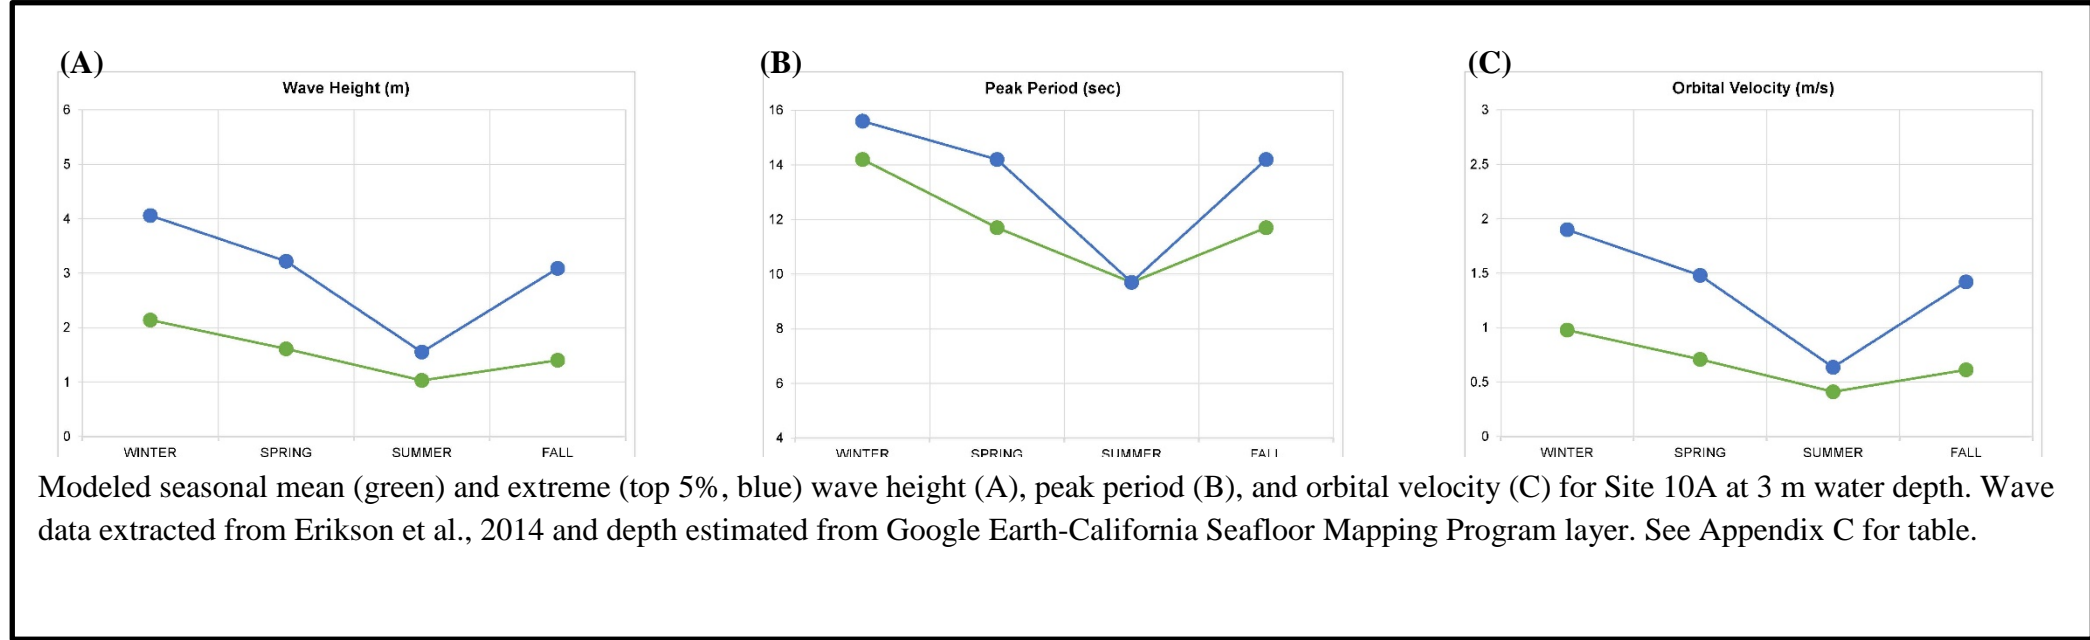 (A)
Wave Height (m)
6
5
4
3
2
1
0
WINTER SPRING SUMMER FALL
(B)
Peak Period (sec)
16
14
12
10
8
6
4
WINTER SPRING SUMMER FALL
(C)
Orbital Velocity (m/s)
3
2.5
2
1.5
1
0.5
0
WINTER SPRING SUMMER FALL
Modeled seasonal mean (green) and extreme (top 5%, blue) wave height (A), peak period (B), and orbital velocity (C) for Site 10A at 3 m water depth. Wave
data extracted from Erikson et al., 2014 and depth estimated from Google Earth-California Seafloor Mapping Program layer. See Appendix C for table.